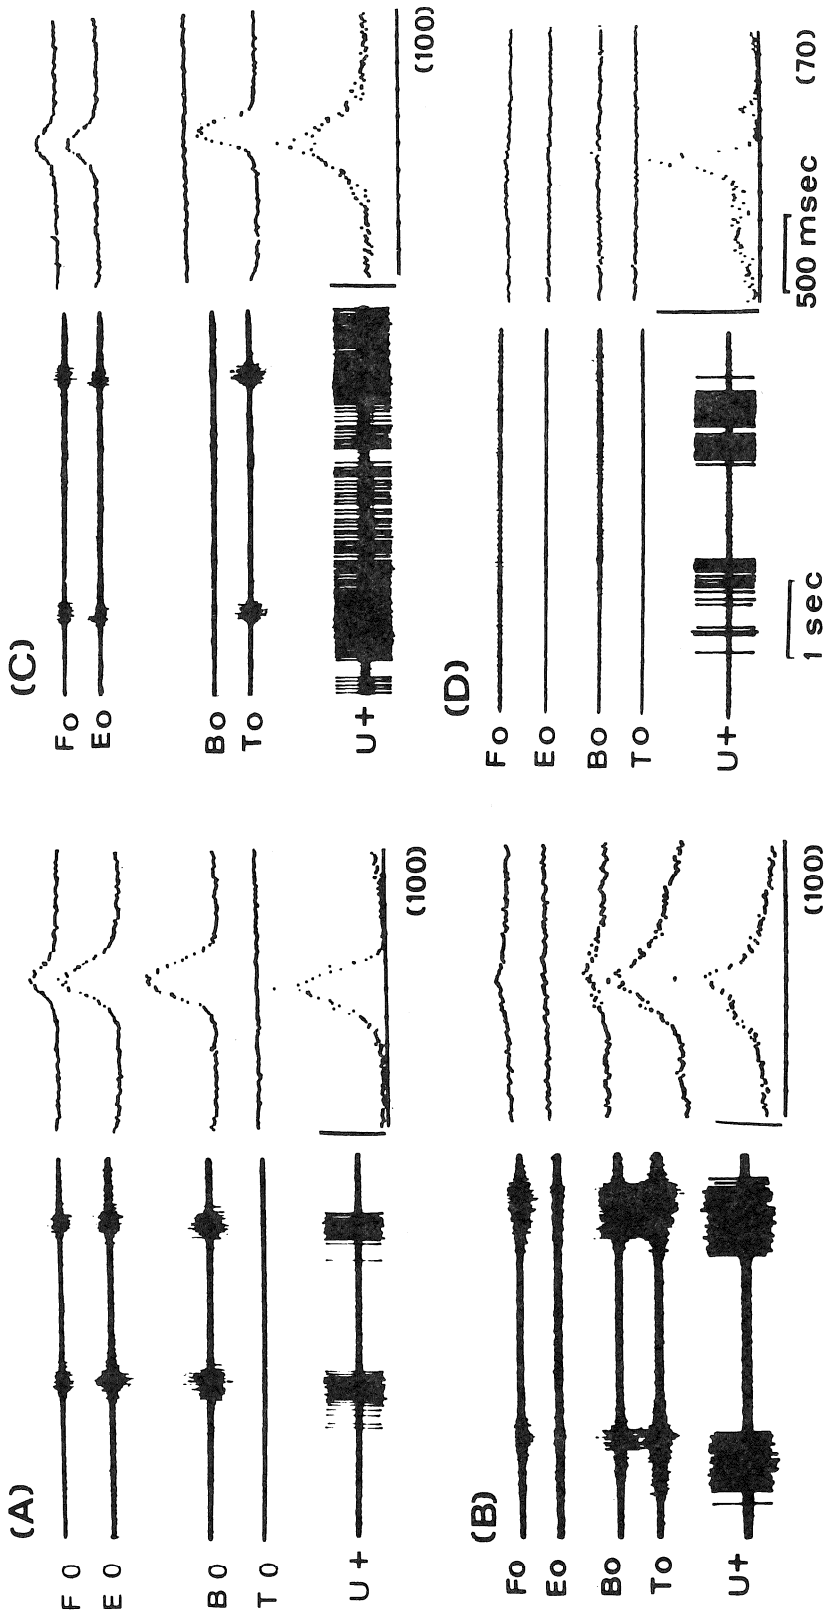 (A)
F 0
E 0
B 0
T 0
U +
(100)
(B)
Fo
Eo
Bo
To
U+
(100)
(C)
Fo
Eo
Bo
To
U+
(100)
(D)
Fo
Eo
Bo
To
U+
(70)
1 sec
500 msec